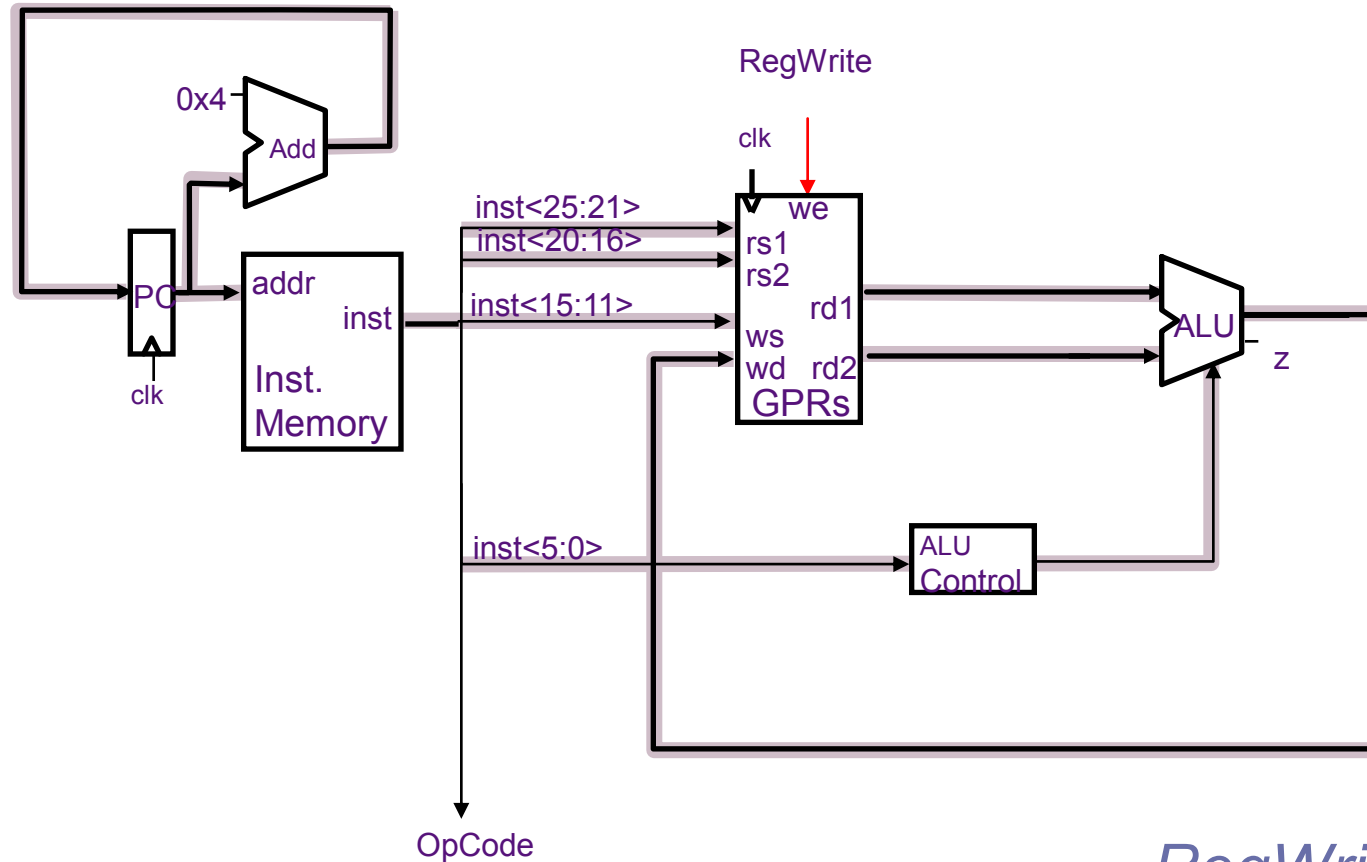 RegWrite
0x4
Add
clk
inst<25:21>
we
inst<20:16>
rs1
rs2
PC
addr
inst<15:11>
rd1
inst
ws
ALU
wd
rd2
z
Inst.
clk
GPRs
Memory
inst<5:0>
ALU
Control
OpCode
RegWri